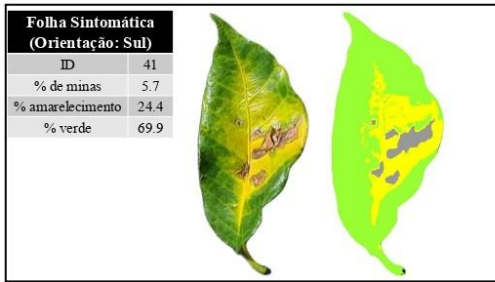 Folha Sintomática
(Orientação: Sul)
ID 41
% de minas 5.7
% amarelecimento 24.4
% verde 69.9